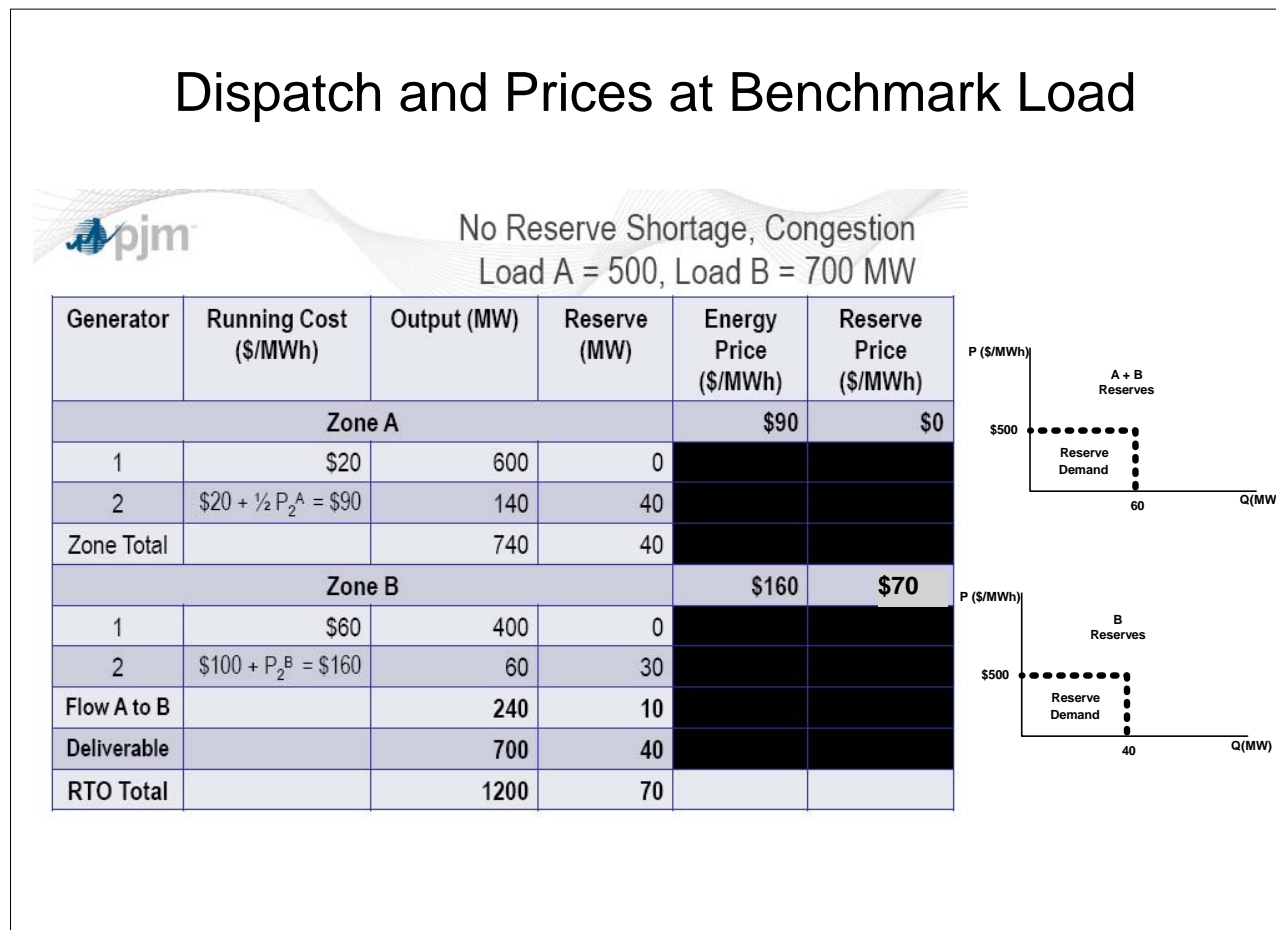 Dispatch and Prices at Benchmark Load
pjm
No Reserve Shortage, Congestion
Load A = 500, Load B = 700 MW
Generator Running Cost ($/MWh) Output (MW) Reserve (MW) Energy Price ($/MWh) Reserve Price ($/MWh)
Zone A $90 $0
1 $20 600 0
2 $20 + ½ P₂ᴬ = $90 140 40
Zone Total 740 40
Zone B $160 $70
1 $60 400 0
2 $100 + P₂ᴮ = $160 60 30
Flow A to B 240 10
Deliverable 700 40
RTO Total 1200 70
P ($/MWh)
A + B
Reserves
$500
Reserve
Demand
60
Q(MW
P ($/MWh)
B
Reserves
$500
Reserve
Demand
40
Q(MW)